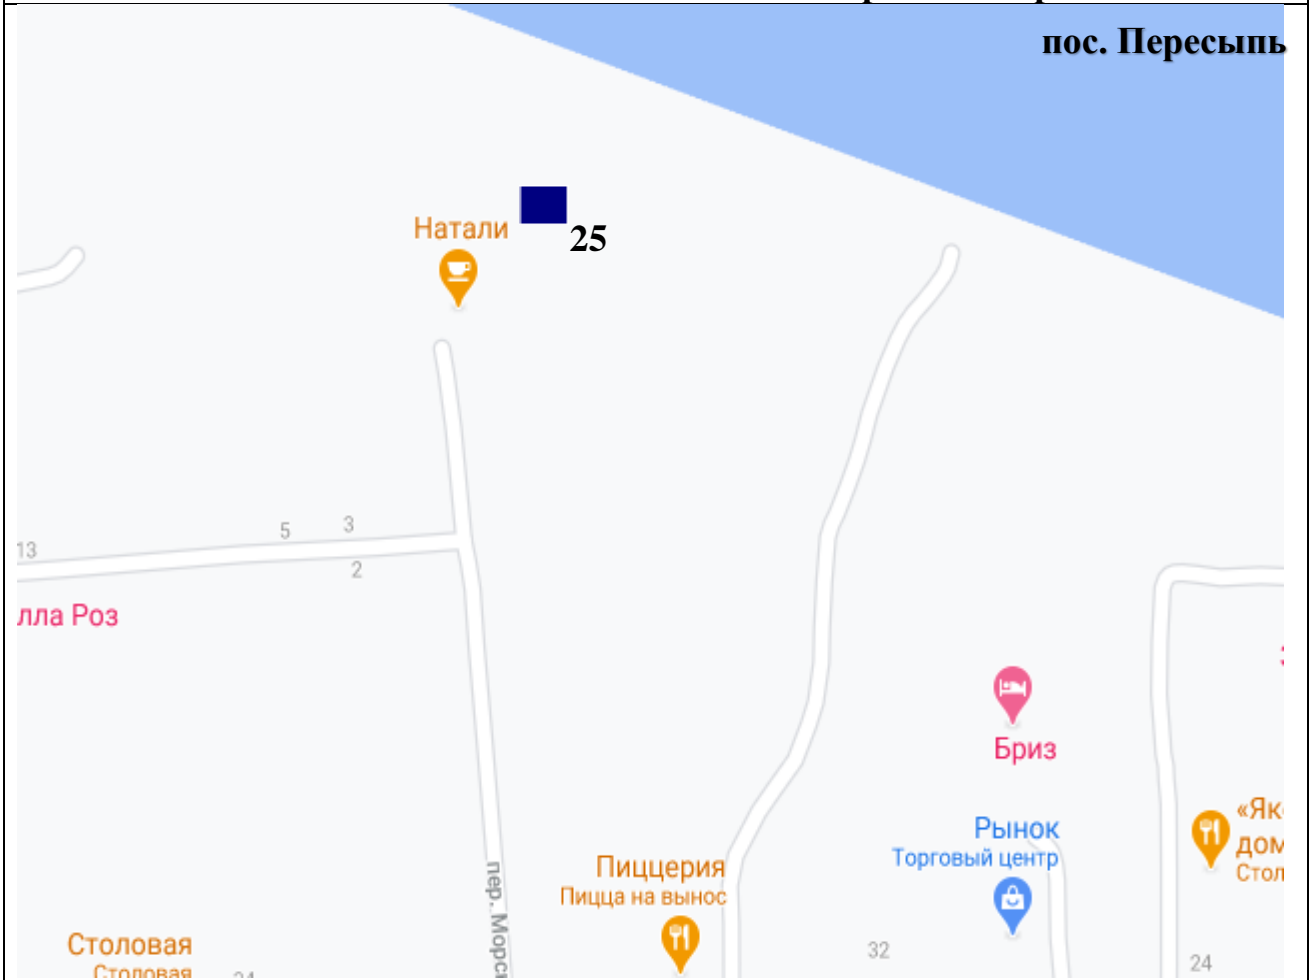 пос. Пересыпь
Натали
25
5
3
13
2
лла Роз
Бриз
Рынок
Торговый центр
«Як
дом
Стол
Пиццерия
Пицца на вынос
пер. Морс
Столовая
Столовая
32
24